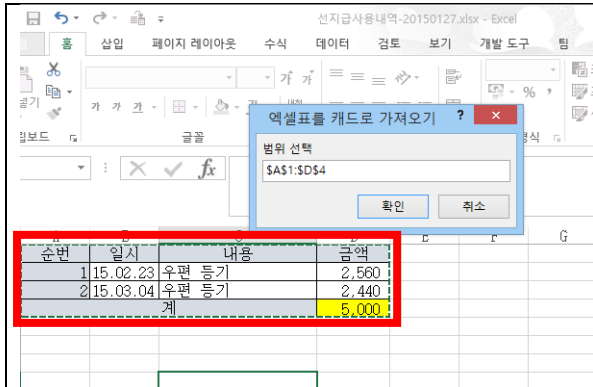 선지급사용내역-20150127.xlsx - Excel
홈 삽입 페이지 레이아웃 수식 데이터 검토 보기 개발 도구 팀
가 가
가 가 가 %
글꼴
엑셀표를 캐드로 가져오기 ? ×
범위 선택
$A$1:$D$4
확인 취소
fx
G
순번 일시 내용 금액
1 15.02.23 우편 등기 2,560
2 15.03.04 우편 등기 2,440
계 5,000